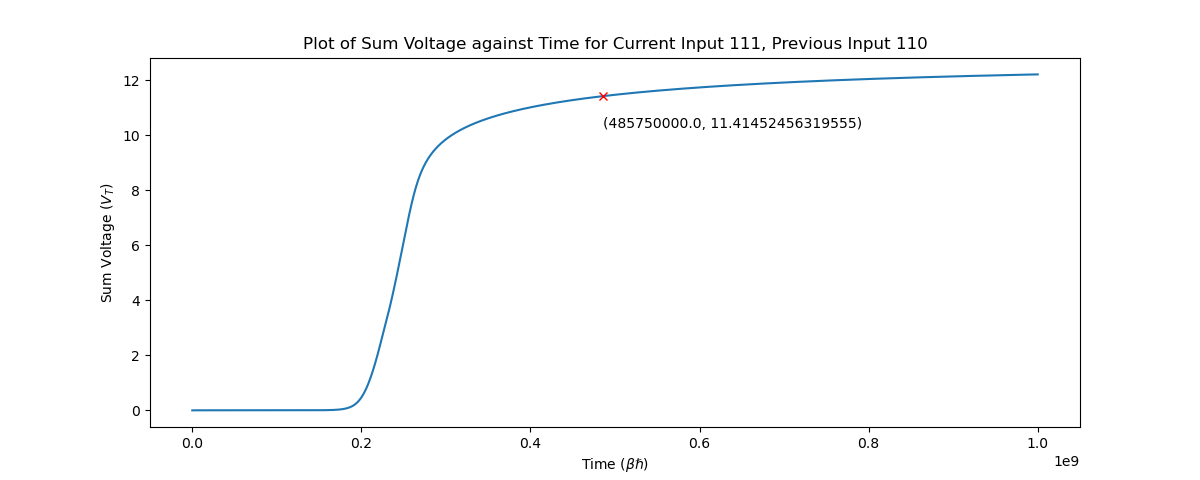 Plot of Sum Voltage against Time for Current Input 111, Previous Input 110
Sum Voltage (V_T)
12
10
8
6
4
2
0
(485750000.0, 11.41452456319555)
0.0 0.2 0.4 0.6 0.8 1.0
1e9
Time (βℏ)